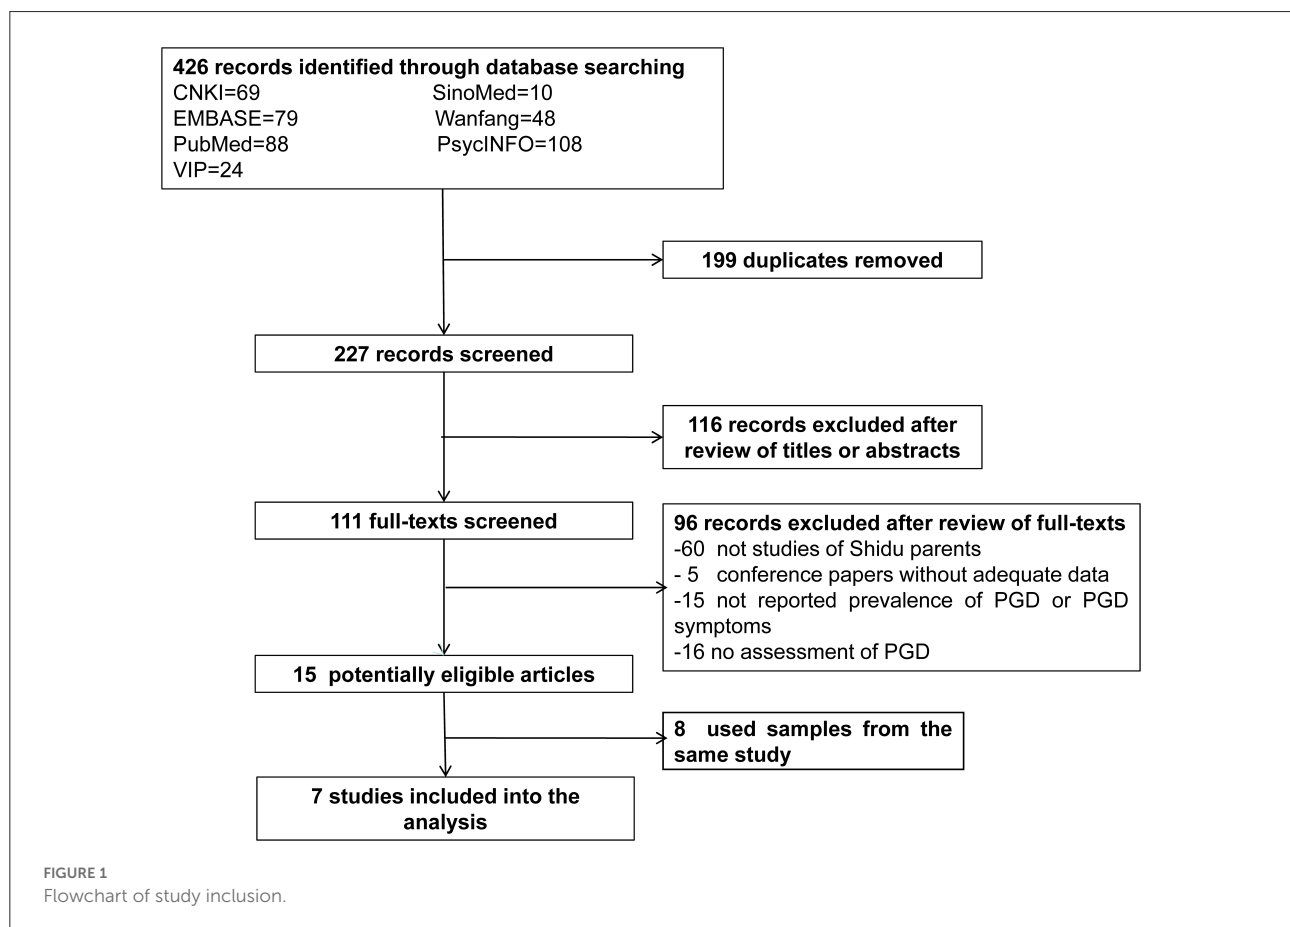 426 records identified through database searching
CNKI=69 SinoMed=10
EMBASE=79 Wanfang=48
PubMed=88 PsycINFO=108
VIP=24
199 duplicates removed
227 records screened
116 records excluded after
review of titles or abstracts
111 full-texts screened
96 records excluded after review of full-texts
-60 not studies of Shidu parents
- 5 conference papers without adequate data
-15 not reported prevalence of PGD or PGD
symptoms
-16 no assessment of PGD
15 potentially eligible articles
8 used samples from the
same study
7 studies included into the
analysis
FIGURE 1
Flowchart of study inclusion.